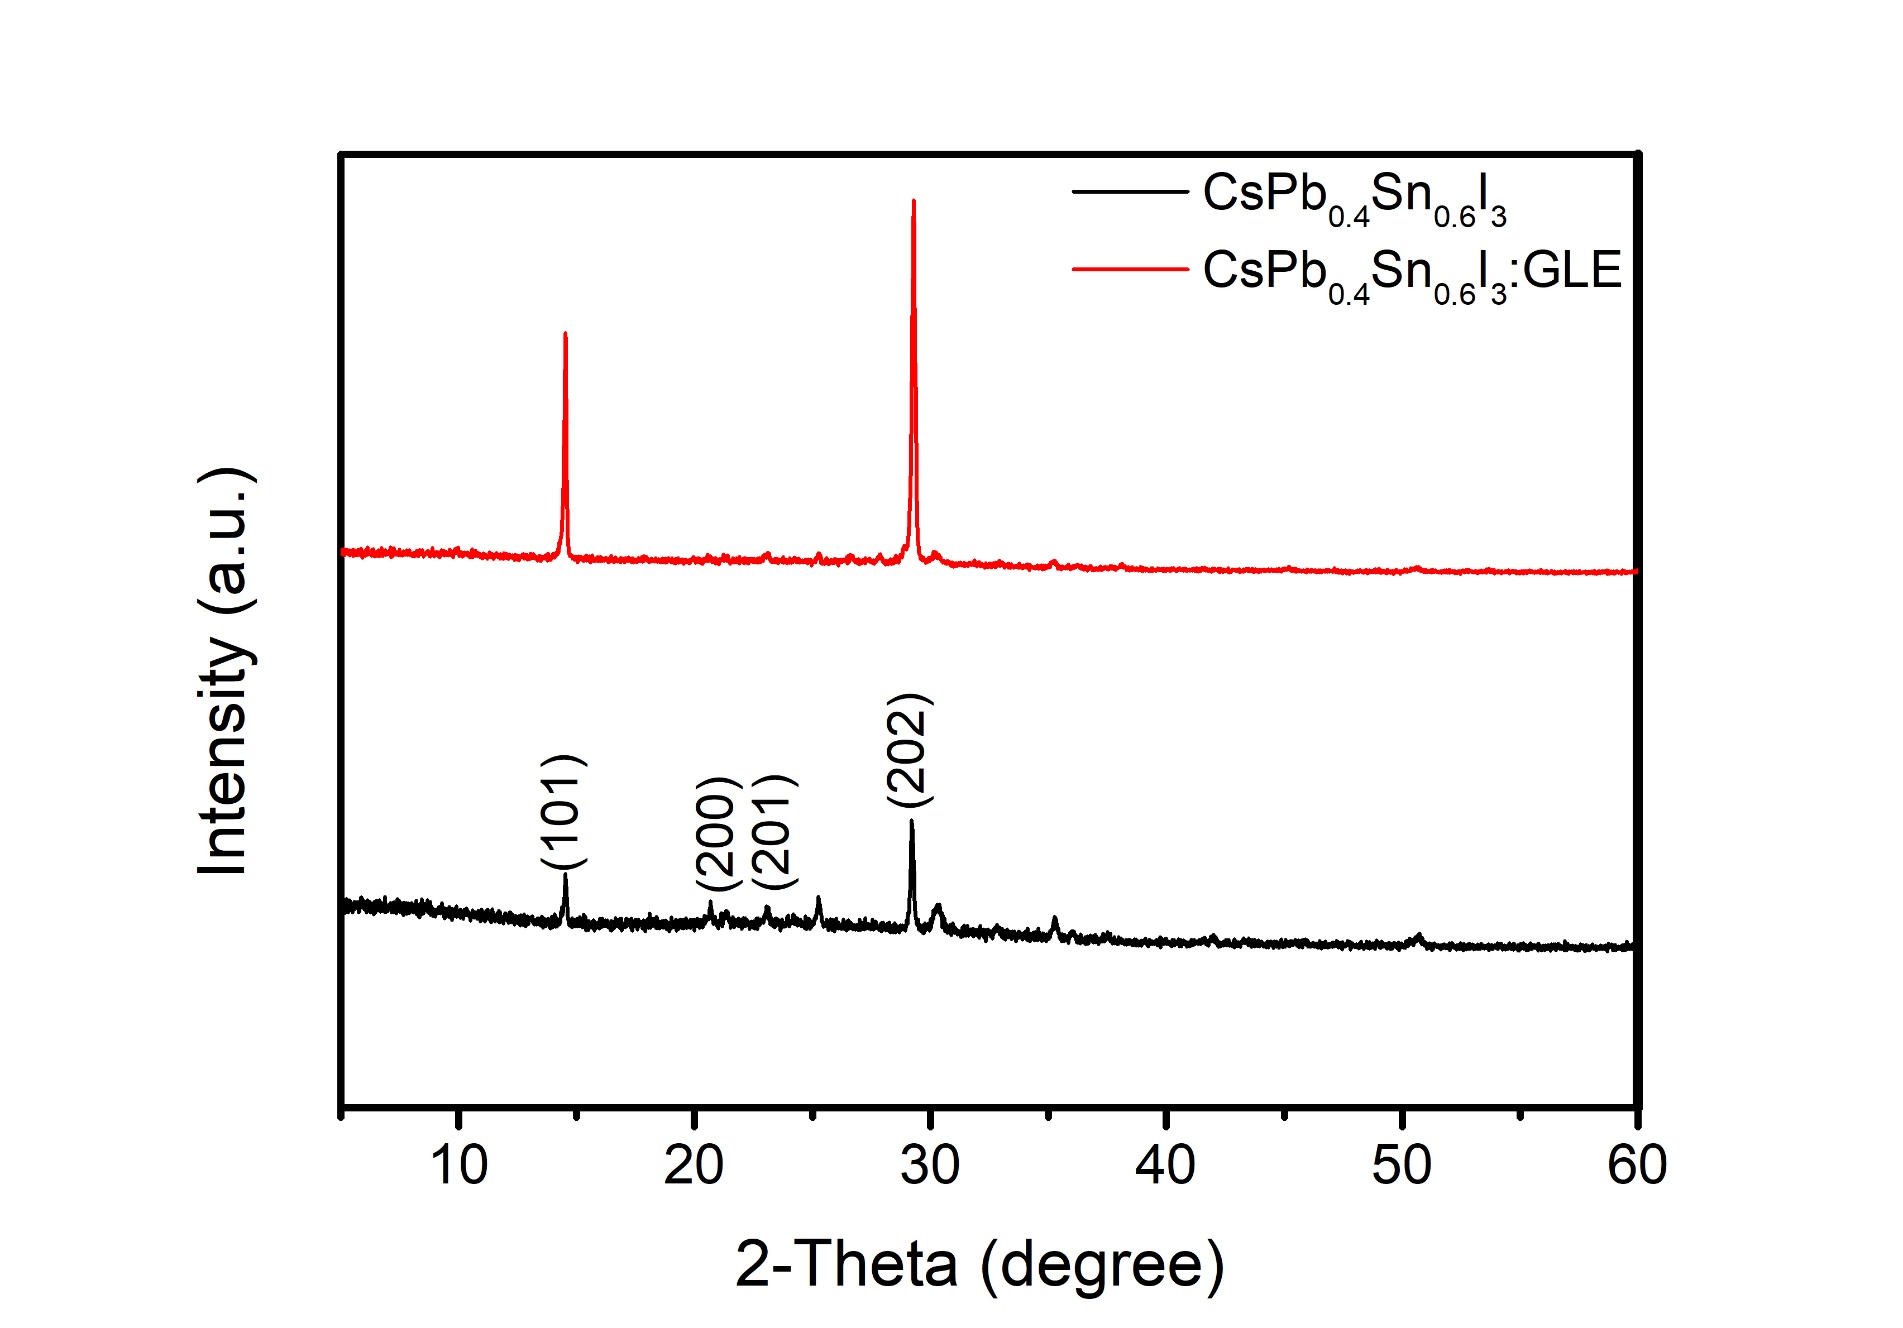 CsPb0.4Sn0.6I3
CsPb0.4Sn0.6I3:GLE
Intensity (a.u.)
(101)
(200)
(201)
(202)
10 20 30 40 50 60
2-Theta (degree)